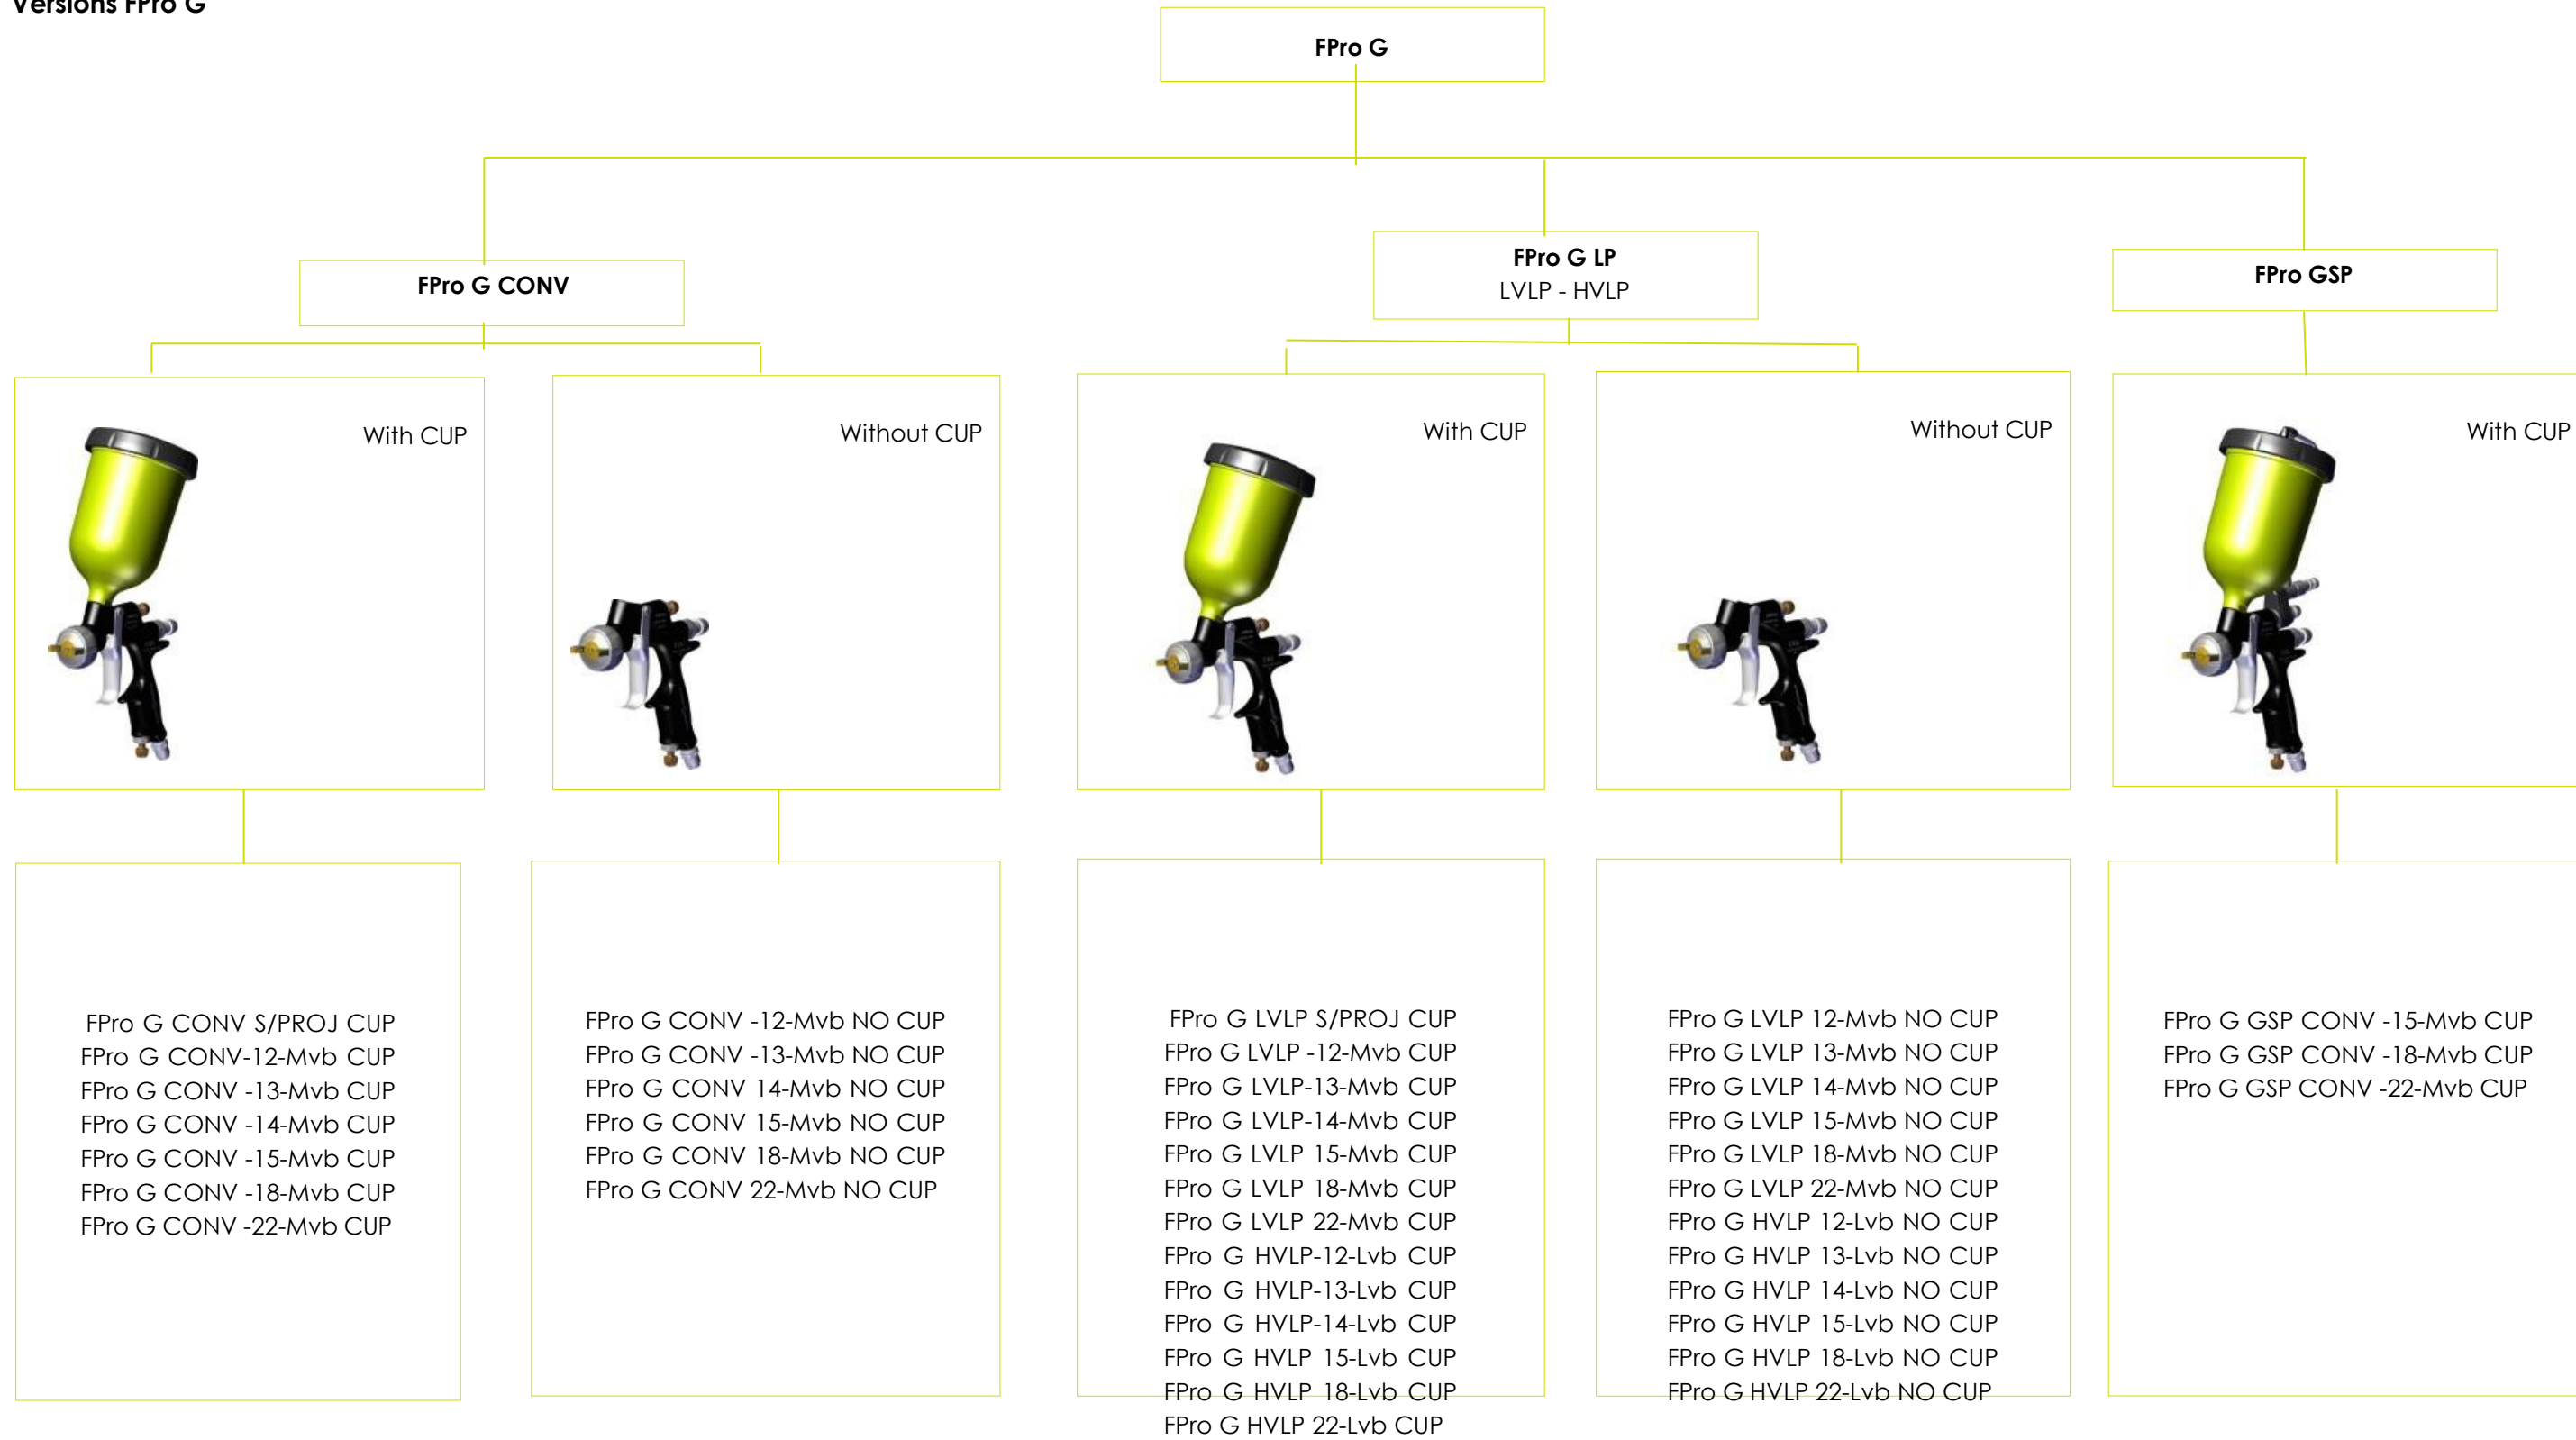 Versions FPro G
FPro G
FPro G CONV
FPro G LP
LVLP - HVLP
FPro GSP
With CUP
Without CUP
With CUP
Without CUP
With CUP
FPro G CONV S/PROJ CUP
FPro G CONV-12-Mvb CUP
FPro G CONV -13-Mvb CUP
FPro G CONV -14-Mvb CUP
FPro G CONV -15-Mvb CUP
FPro G CONV -18-Mvb CUP
FPro G CONV -22-Mvb CUP
FPro G CONV -12-Mvb NO CUP
FPro G CONV -13-Mvb NO CUP
FPro G CONV 14-Mvb NO CUP
FPro G CONV 15-Mvb NO CUP
FPro G CONV 18-Mvb NO CUP
FPro G CONV 22-Mvb NO CUP
FPro G LVLP S/PROJ CUP
FPro G LVLP -12-Mvb CUP
FPro G LVLP-13-Mvb CUP
FPro G LVLP-14-Mvb CUP
FPro G LVLP 15-Mvb CUP
FPro G LVLP 18-Mvb CUP
FPro G LVLP 22-Mvb CUP
FPro G HVLP-12-Lvb CUP
FPro G HVLP-13-Lvb CUP
FPro G HVLP-14-Lvb CUP
FPro G HVLP 15-Lvb CUP
FPro G HVLP 18-Lvb CUP
FPro G HVLP 22-Lvb CUP
FPro G LVLP 12-Mvb NO CUP
FPro G LVLP 13-Mvb NO CUP
FPro G LVLP 14-Mvb NO CUP
FPro G LVLP 15-Mvb NO CUP
FPro G LVLP 18-Mvb NO CUP
FPro G LVLP 22-Mvb NO CUP
FPro G HVLP 12-Lvb NO CUP
FPro G HVLP 13-Lvb NO CUP
FPro G HVLP 14-Lvb NO CUP
FPro G HVLP 15-Lvb NO CUP
FPro G HVLP 18-Lvb NO CUP
FPro G HVLP 22-Lvb NO CUP
FPro G GSP CONV -15-Mvb CUP
FPro G GSP CONV -18-Mvb CUP
FPro G GSP CONV -22-Mvb CUP